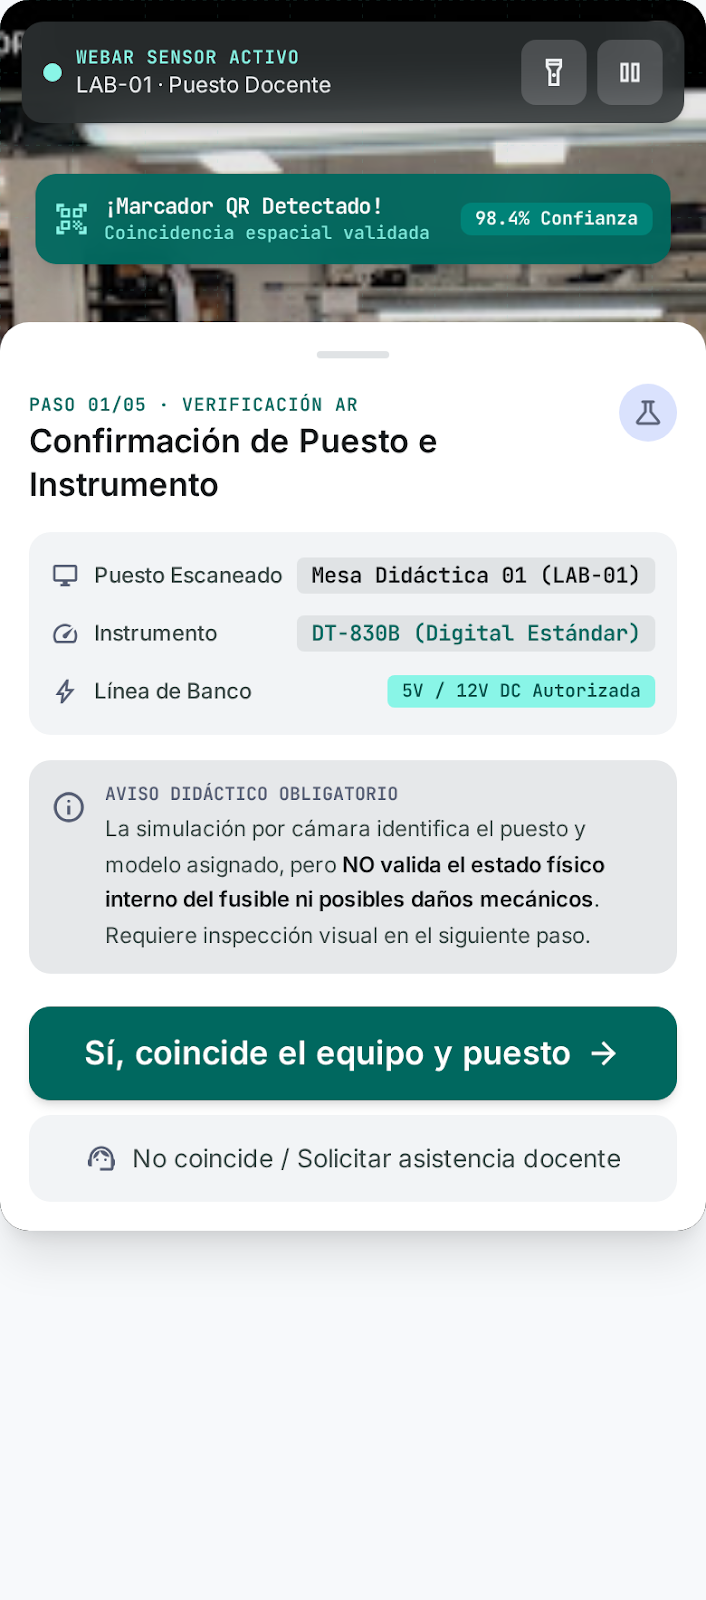 WEBAR SENSOR ACTIVO
LAB-01 · Puesto Docente
¡Marcador QR Detectado!
Coincidencia espacial validada
98.4% Confianza
PASO 01/05 · VERIFICACIÓN AR
Confirmación de Puesto e
Instrumento
Puesto Escaneado
Mesa Didáctica 01 (LAB-01)
Instrumento
DT-830B (Digital Estándar)
Línea de Banco
5V / 12V DC Autorizada
AVISO DIDÁCTICO OBLIGATORIO
La simulación por cámara identifica el puesto y
modelo asignado, pero NO valida el estado físico
interno del fusible ni posibles daños mecánicos.
Requiere inspección visual en el siguiente paso.
Sí, coincide el equipo y puesto →
No coincide / Solicitar asistencia docente